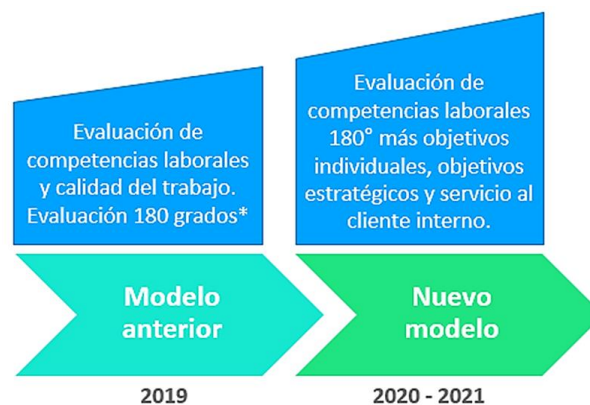 Evaluación de
competencias laborales
y calidad del trabajo.
Evaluación 180 grados*
Evaluación de
competencias laborales
180° más objetivos
individuales, objetivos
estratégicos y servicio al
cliente interno.
Modelo
anterior
Nuevo
modelo
2019
2020 - 2021